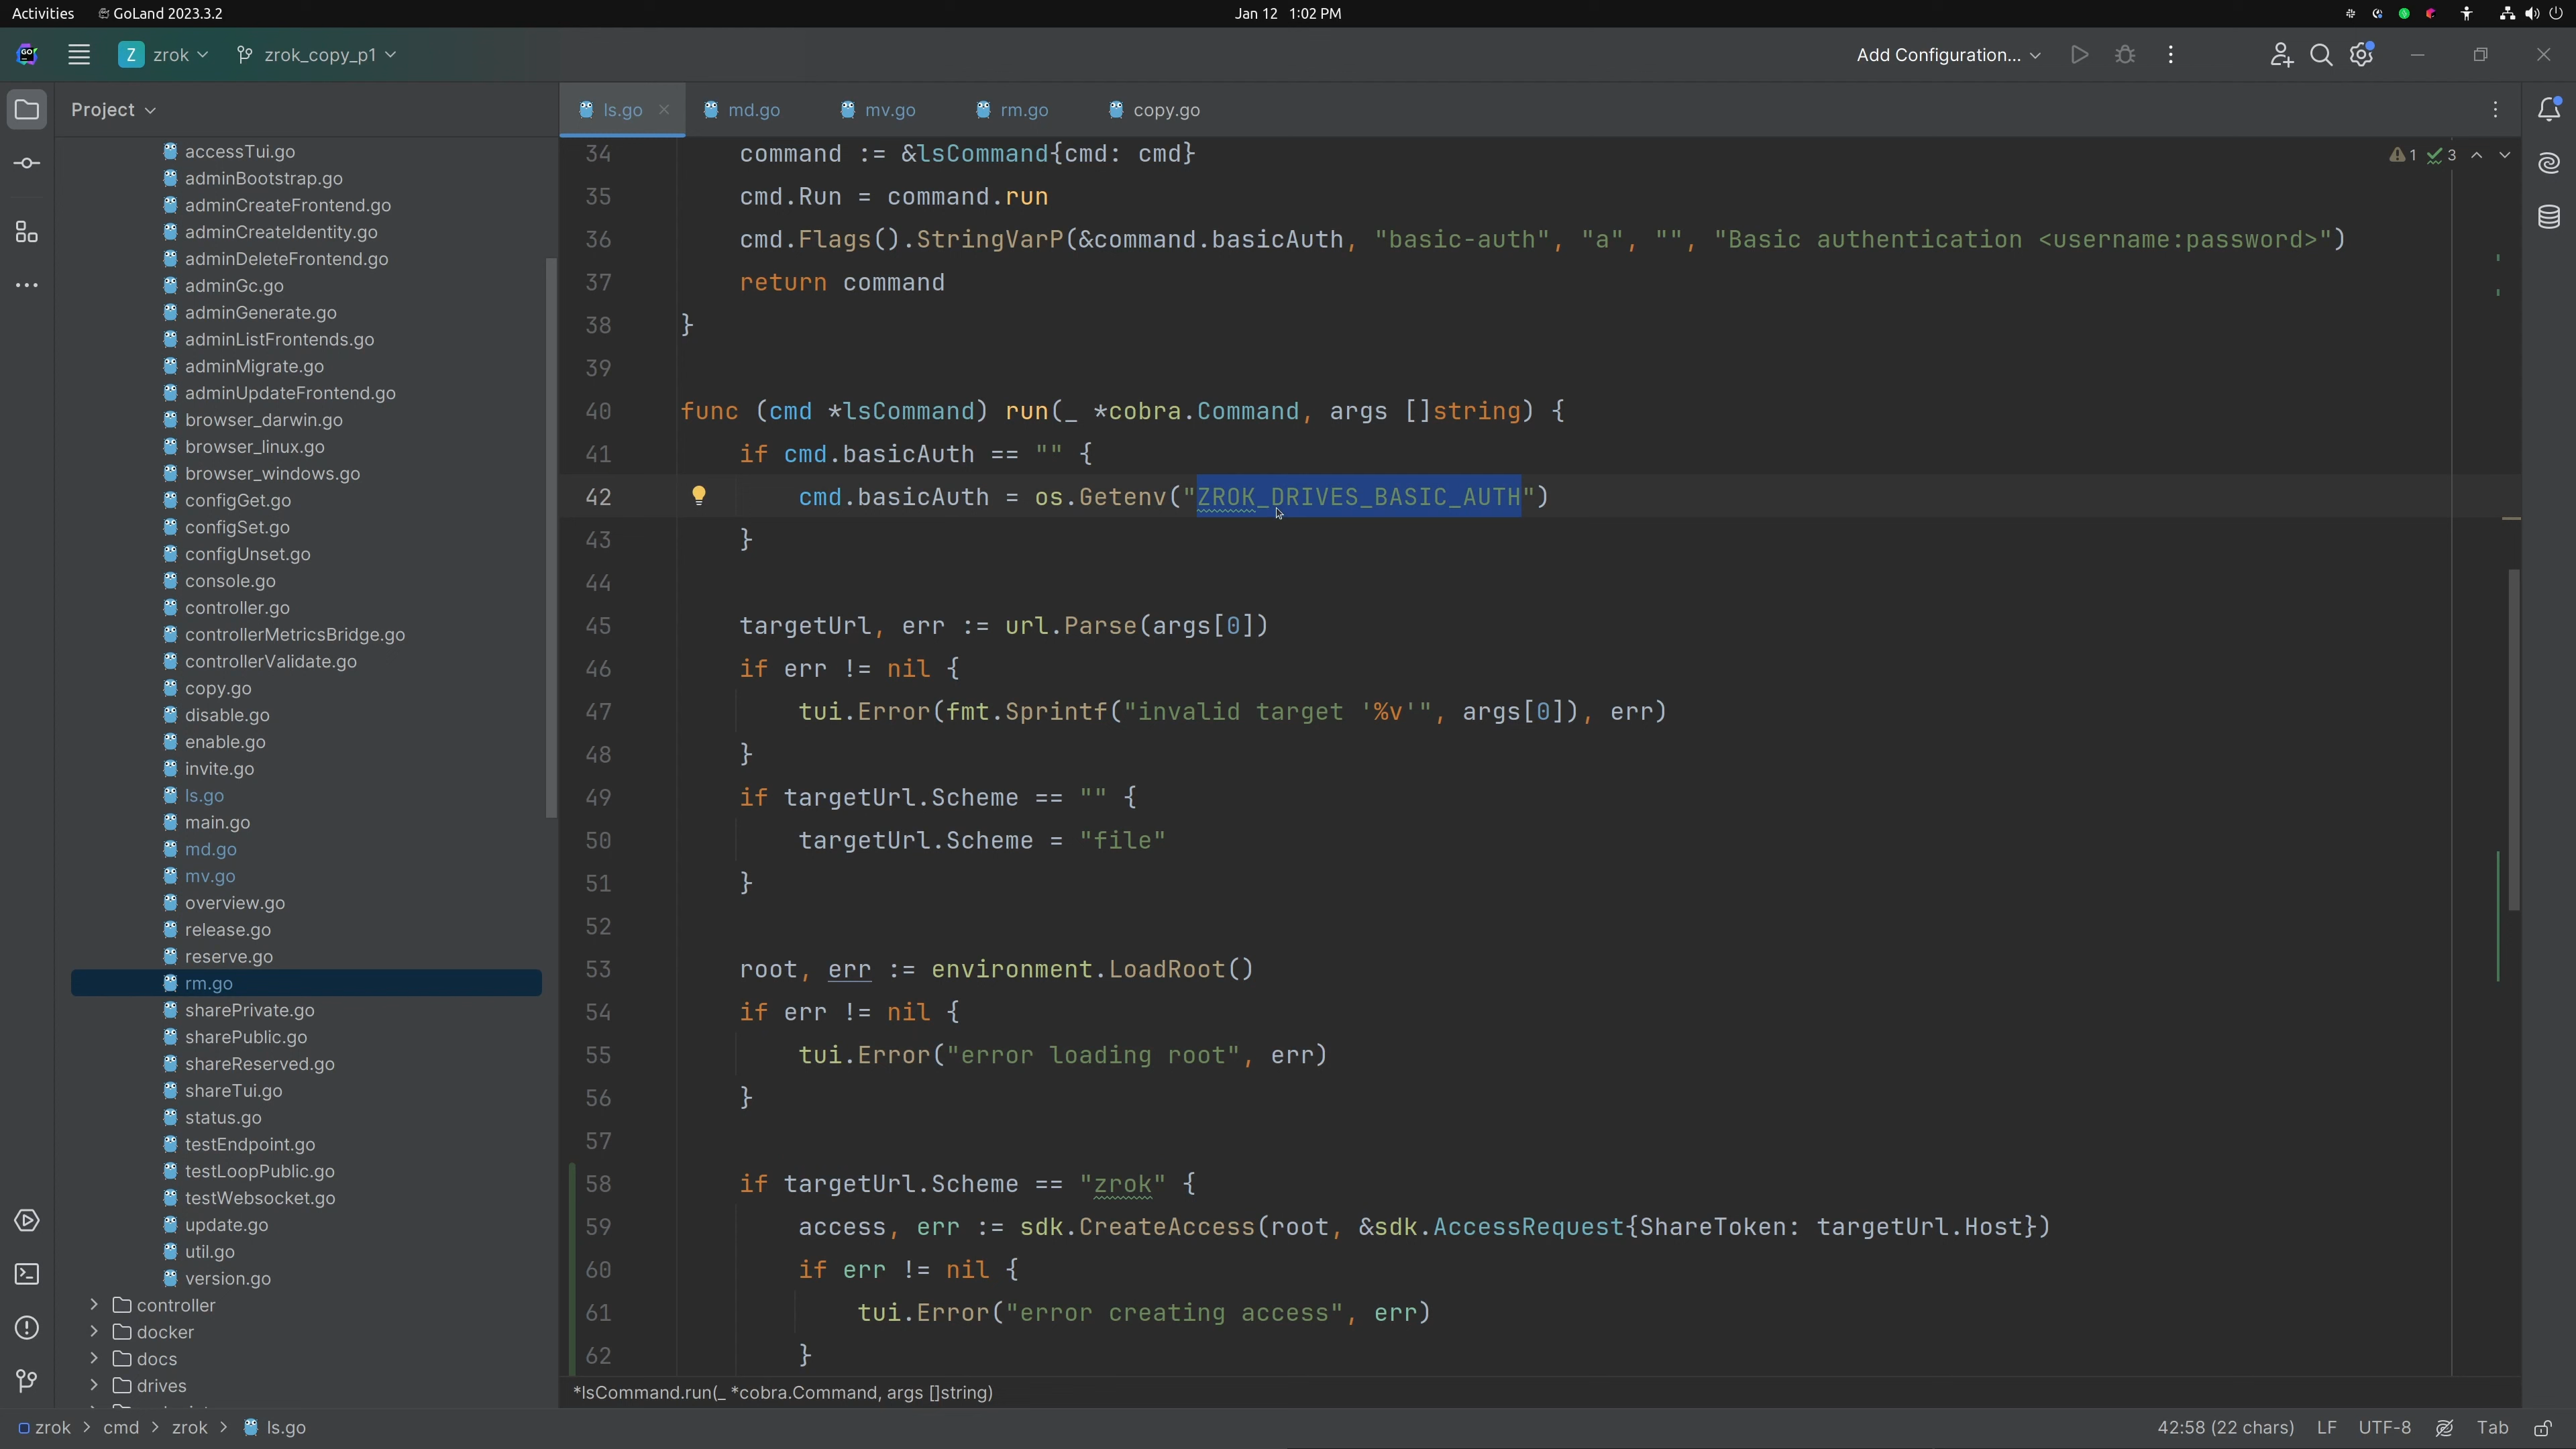 Activities GoLand 2023.3.2 Jan 12 1:02 PM
Z zrok zrok_copy_p1 Add Configuration...
Project
accessTui.go
adminBootstrap.go
adminCreateFrontend.go
adminCreateIdentity.go
adminDeleteFrontend.go
adminGc.go
adminGenerate.go
adminListFrontends.go
adminMigrate.go
adminUpdateFrontend.go
browser_darwin.go
browser_linux.go
browser_windows.go
configGet.go
configSet.go
configUnset.go
console.go
controller.go
controllerMetricsBridge.go
controllerValidate.go
copy.go
disable.go
enable.go
invite.go
ls.go
main.go
md.go
mv.go
overview.go
release.go
reserve.go
rm.go
sharePrivate.go
sharePublic.go
shareReserved.go
shareTui.go
status.go
testEndpoint.go
testLoopPublic.go
testWebsocket.go
update.go
util.go
version.go
controller
docker
docs
drives
ls.go md.go mv.go rm.go copy.go
1 3
34 command := &lsCommand{cmd: cmd}
35 cmd.Run = command.run
36 cmd.Flags().StringVarP(&command.basicAuth, "basic-auth", "a", "", "Basic authentication <username:password>")
37 return command
38 }
39
40 func (cmd *lsCommand) run(_ *cobra.Command, args []string) {
41 if cmd.basicAuth == "" {
42 cmd.basicAuth = os.Getenv("ZROK_DRIVES_BASIC_AUTH")
43 }
44
45 targetUrl, err := url.Parse(args[0])
46 if err != nil {
47 tui.Error(fmt.Sprintf("invalid target '%v'", args[0]), err)
48 }
49 if targetUrl.Scheme == "" {
50 targetUrl.Scheme = "file"
51 }
52
53 root, err := environment.LoadRoot()
54 if err != nil {
55 tui.Error("error loading root", err)
56 }
57
58 if targetUrl.Scheme == "zrok" {
59 access, err := sdk.CreateAccess(root, &sdk.AccessRequest{ShareToken: targetUrl.Host})
60 if err != nil {
61 tui.Error("error creating access", err)
62 }
*lsCommand.run(_ *cobra.Command, args []string)
zrok > cmd > zrok > ls.go 42:58 (22 chars) LF UTF-8 Tab